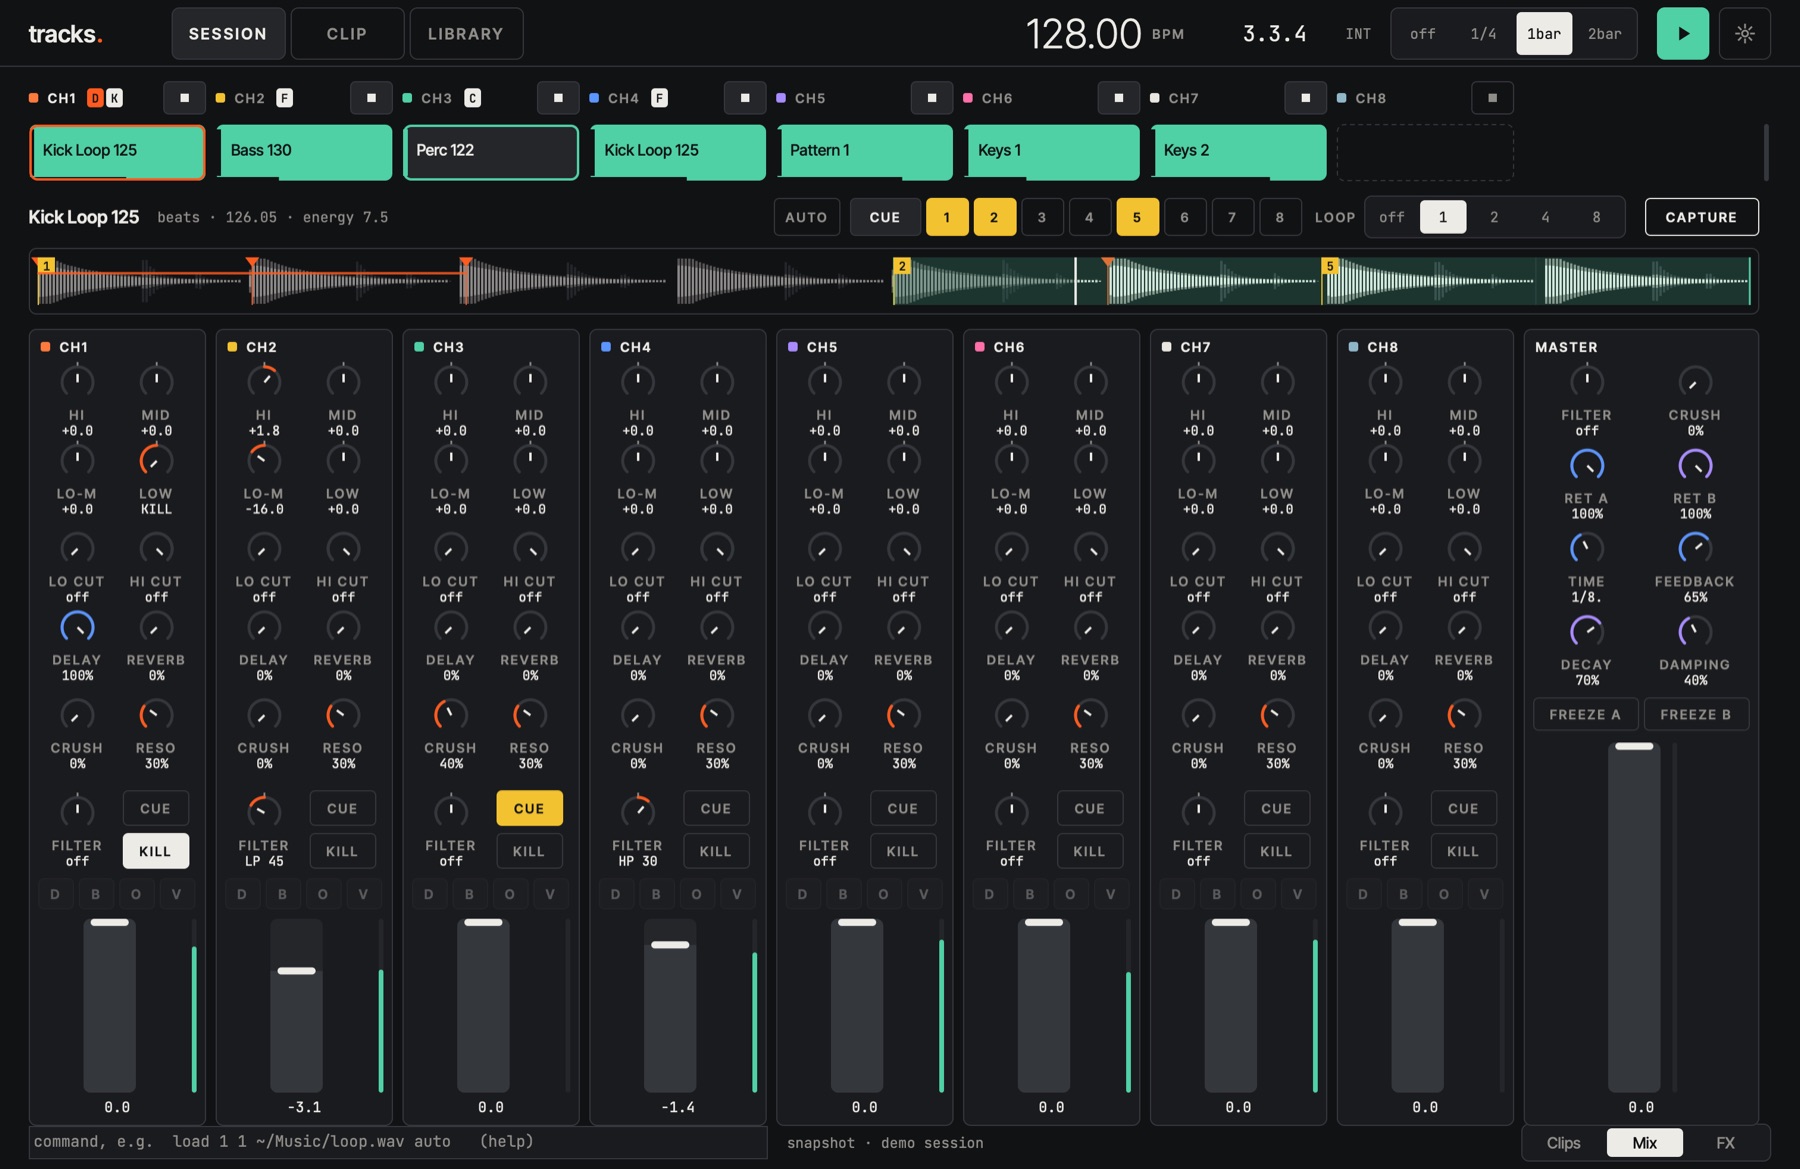 tracks. SESSION CLIP LIBRARY 128.00 BPM 3.3.4 INT off 1/4 1bar 2bar
CH1 D K CH2 F CH3 C CH4 F CH5 CH6 CH7 CH8
Kick Loop 125 Bass 130 Perc 122 Kick Loop 125 Pattern 1 Keys 1 Keys 2
Kick Loop 125 beats · 126.05 · energy 7.5 AUTO CUE 1 2 3 4 5 6 7 8 LOOP off 1 2 4 8 CAPTURE
1 2 5
CH1 CH2 CH3 CH4 CH5 CH6 CH7 CH8 MASTER
HI MID HI MID HI MID HI MID HI MID HI MID HI MID HI MID FILTER CRUSH
+0.0 +0.0 +1.8 +0.0 +0.0 +0.0 +0.0 +0.0 +0.0 +0.0 +0.0 +0.0 +0.0 +0.0 +0.0 +0.0 off 0%
LO-M LOW LO-M LOW LO-M LOW LO-M LOW LO-M LOW LO-M LOW LO-M LOW LO-M LOW RET A RET B
+0.0 KILL -16.0 +0.0 +0.0 +0.0 +0.0 +0.0 +0.0 +0.0 +0.0 +0.0 +0.0 +0.0 +0.0 +0.0 100% 100%
LO CUT HI CUT LO CUT HI CUT LO CUT HI CUT LO CUT HI CUT LO CUT HI CUT LO CUT HI CUT LO CUT HI CUT LO CUT HI CUT TIME FEEDBACK
off off off off off off off off off off off off off off off off 1/8. 65%
DELAY REVERB DELAY REVERB DELAY REVERB DELAY REVERB DELAY REVERB DELAY REVERB DELAY REVERB DELAY REVERB DECAY DAMPING
100% 0% 0% 0% 0% 0% 0% 0% 0% 0% 0% 0% 0% 0% 0% 0% 70% 40%
FREEZE A FREEZE B
CRUSH RESO CRUSH RESO CRUSH RESO CRUSH RESO CRUSH RESO CRUSH RESO CRUSH RESO CRUSH RESO
0% 30% 0% 30% 40% 30% 0% 30% 0% 30% 0% 30% 0% 30% 0% 30%
CUE CUE CUE CUE CUE CUE CUE CUE
FILTER KILL FILTER KILL FILTER KILL FILTER KILL FILTER KILL FILTER KILL FILTER KILL FILTER KILL
off LP 45 off HP 30 off off off off
D B O V D B O V D B O V D B O V D B O V D B O V D B O V D B O V
0.0 -3.1 0.0 -1.4 0.0 0.0 0.0 0.0 0.0
command, e.g. load 1 1 ~/Music/loop.wav auto (help) snapshot · demo session Clips Mix FX